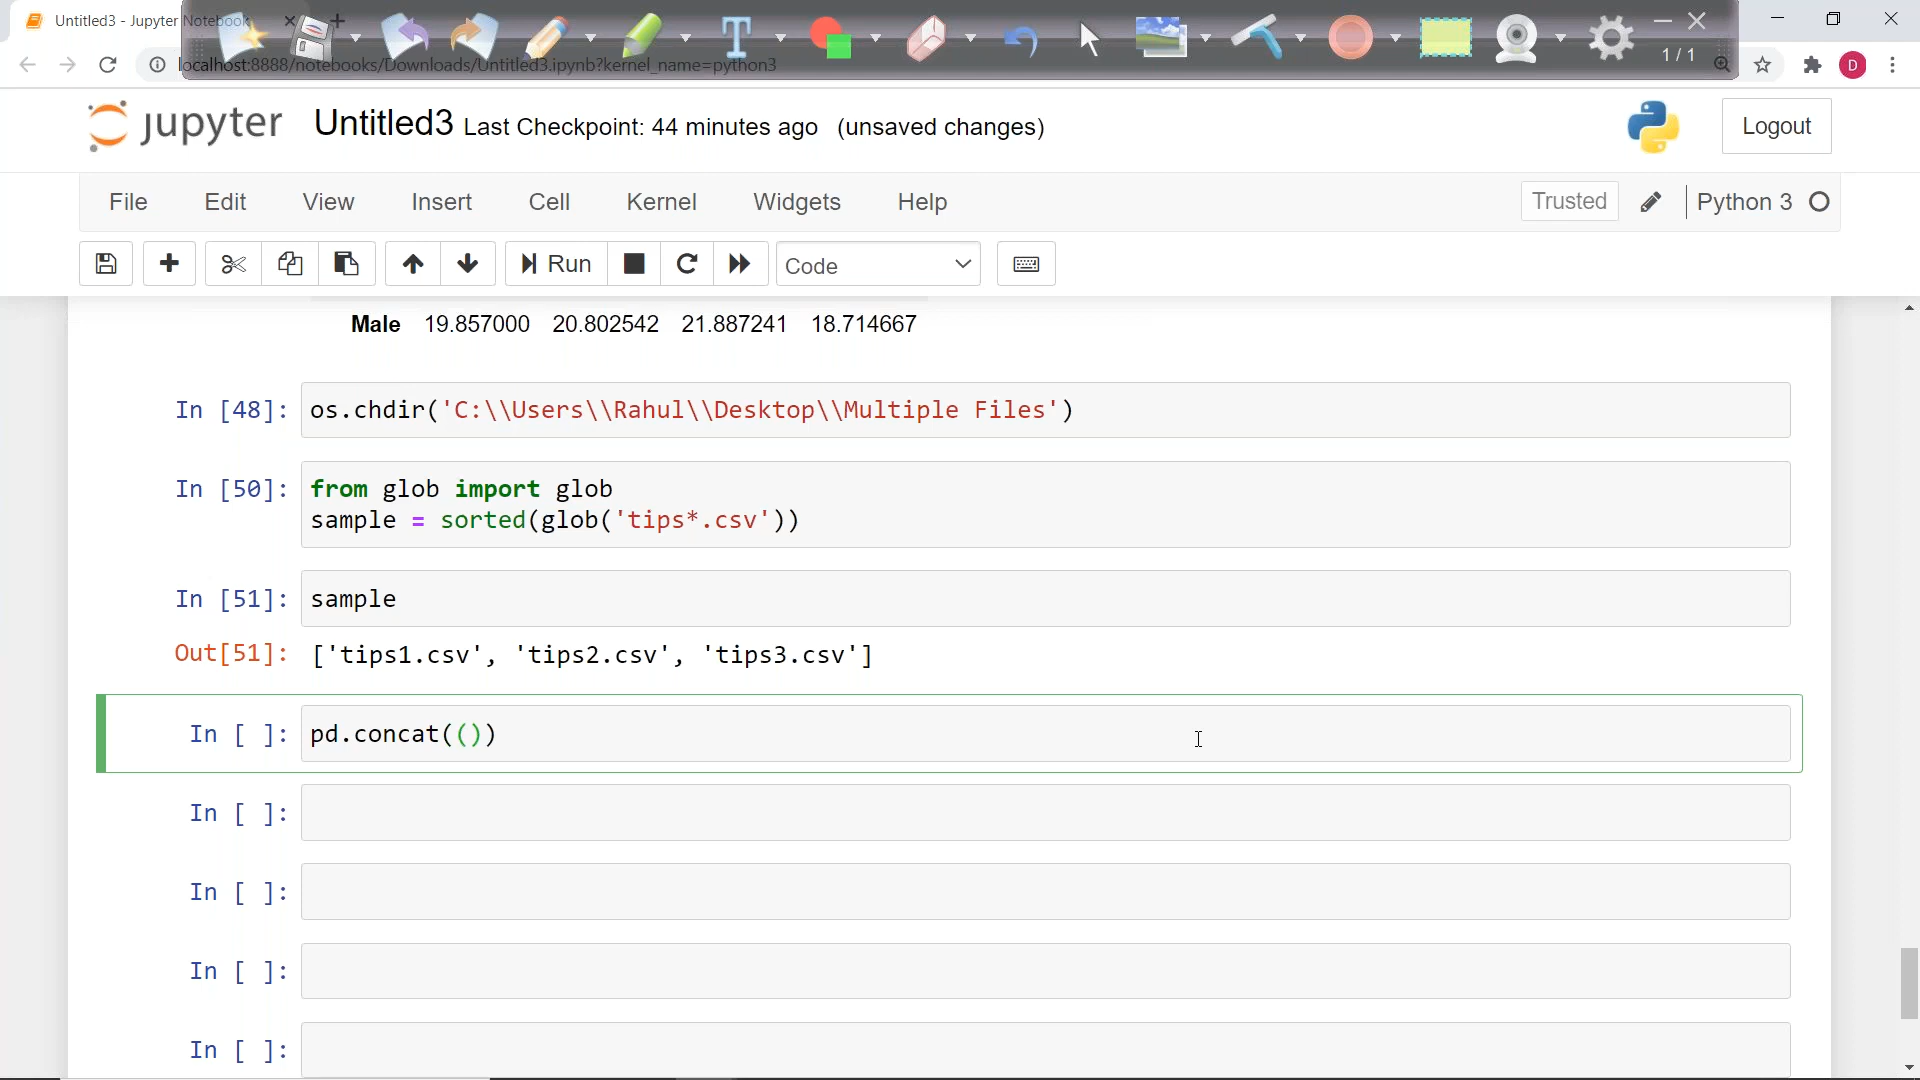 Untitled3 - Jupyter Notebook
localhost:8888/notebooks/Downloads/Untitled3.ipynb?kernel_name=python3
1/1
D
jupyter Untitled3 Last Checkpoint: 44 minutes ago (unsaved changes)
Logout
File Edit View Insert Cell Kernel Widgets Help
Trusted Python 3
Run Code
Male 19.857000 20.802542 21.887241 18.714667
In [48]: os.chdir('C:\\Users\\Rahul\\Desktop\\Multiple Files')
In [50]: from glob import glob
sample = sorted(glob('tips*.csv'))
In [51]: sample
Out[51]: ['tips1.csv', 'tips2.csv', 'tips3.csv']
In [ ]: pd.concat(())
In [ ]:
In [ ]:
In [ ]:
In [ ]: